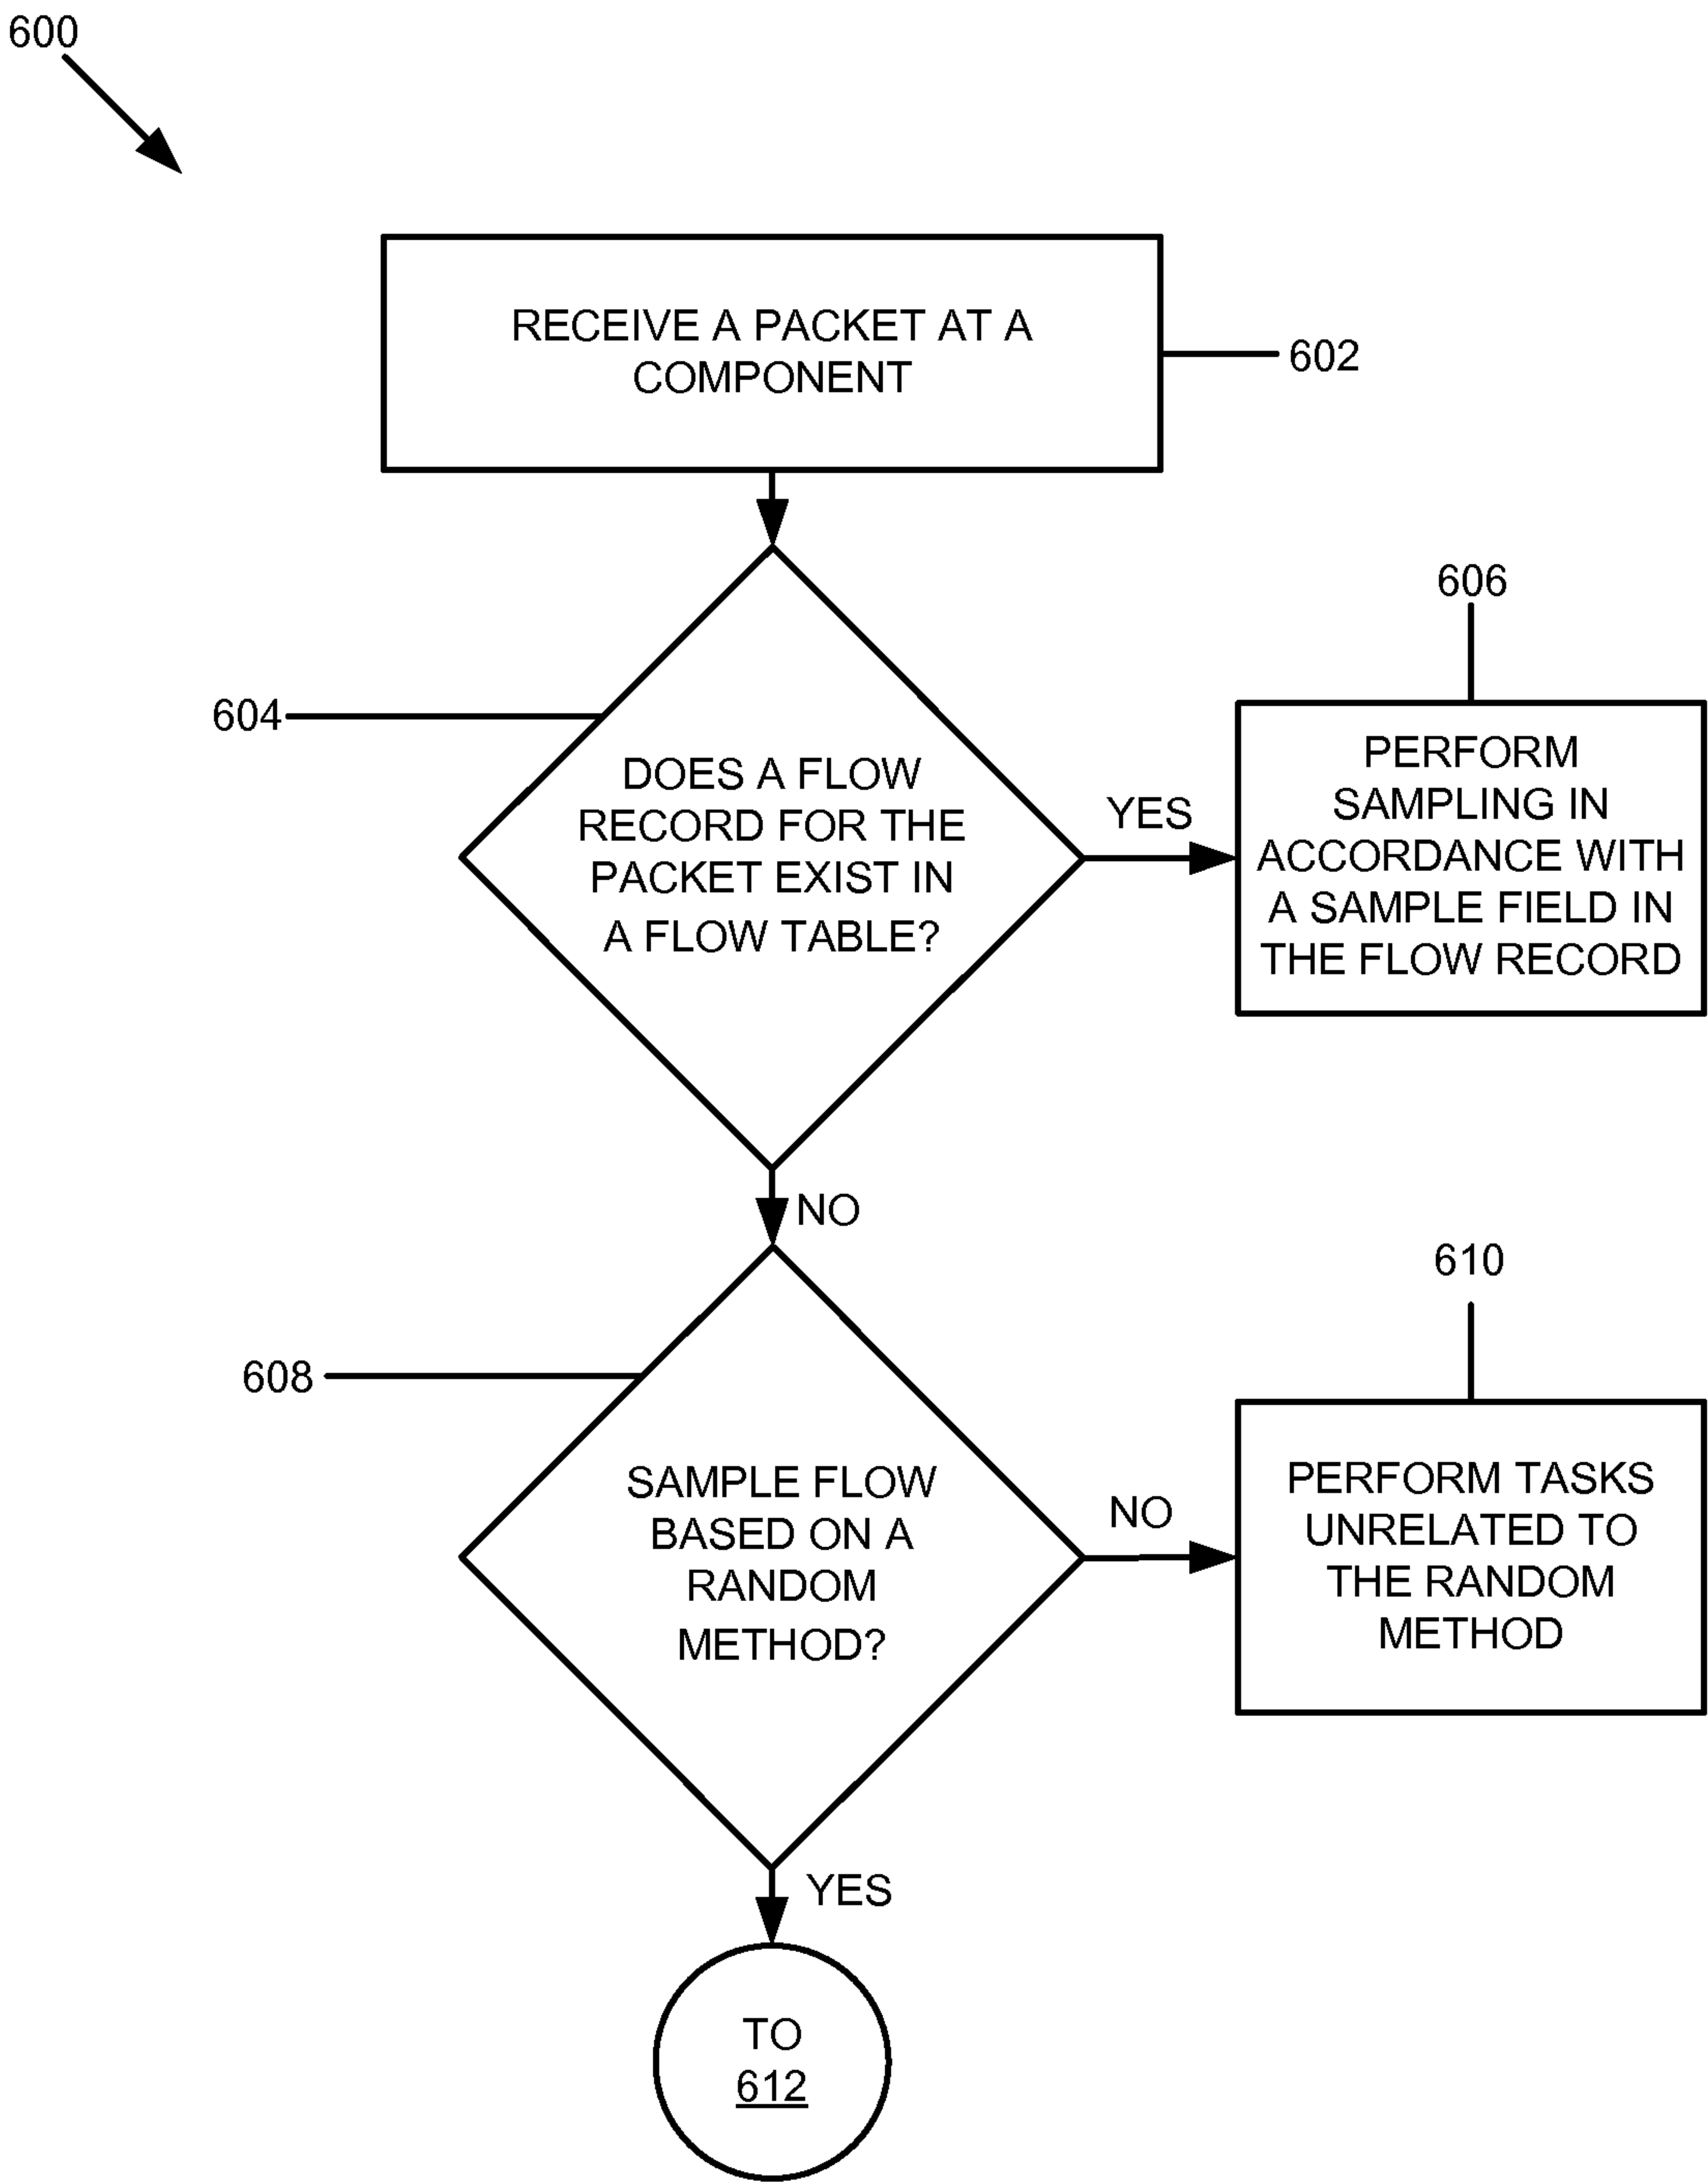 600
RECEIVE A PACKET AT A
COMPONENT
602
606
604
DOES A FLOW
RECORD FOR THE
PACKET EXIST IN
A FLOW TABLE?
YES
PERFORM
SAMPLING IN
ACCORDANCE WITH
A SAMPLE FIELD IN
THE FLOW RECORD
NO
610
608
SAMPLE FLOW
BASED ON A
RANDOM
METHOD?
NO
PERFORM TASKS
UNRELATED TO
THE RANDOM
METHOD
YES
TO
612